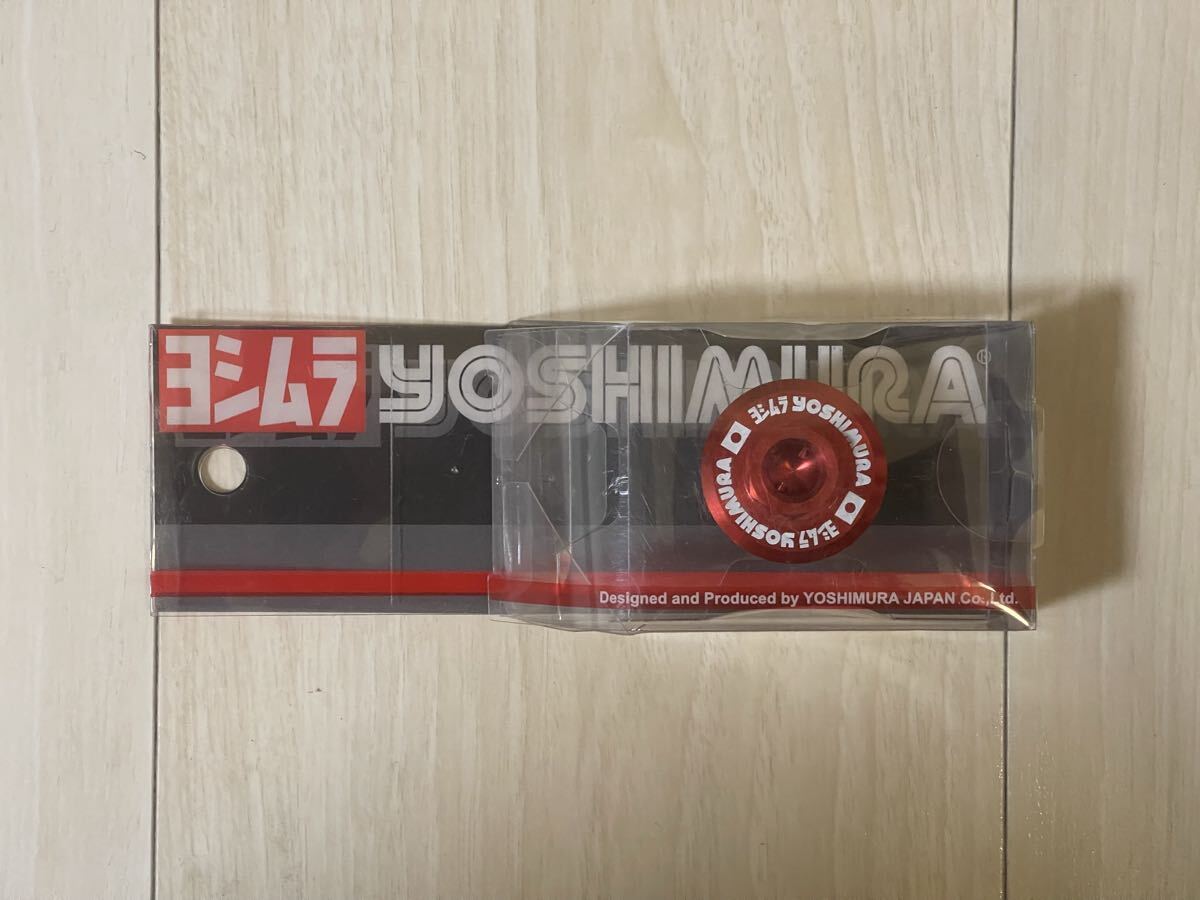 ヨシムラ YOSHIMURA®
ヨシムラ YOSHIMURA
ヨシムラ YOSHIMURA
Designed and Produced by YOSHIMURA JAPAN Co.,Ltd.